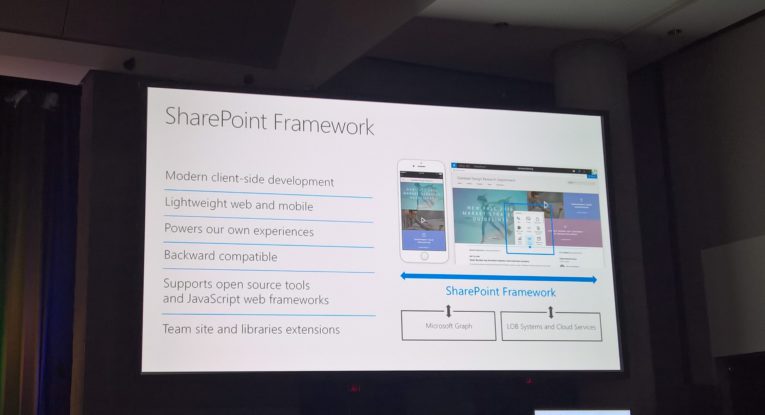 SharePoint Framework
Modern client-side development
Lightweight web and mobile
Powers our own experiences
Backward compatible
Supports open source tools
and JavaScript web frameworks
Team site and libraries extensions
SharePoint Framework
Microsoft Graph
LOB Systems and Cloud Services